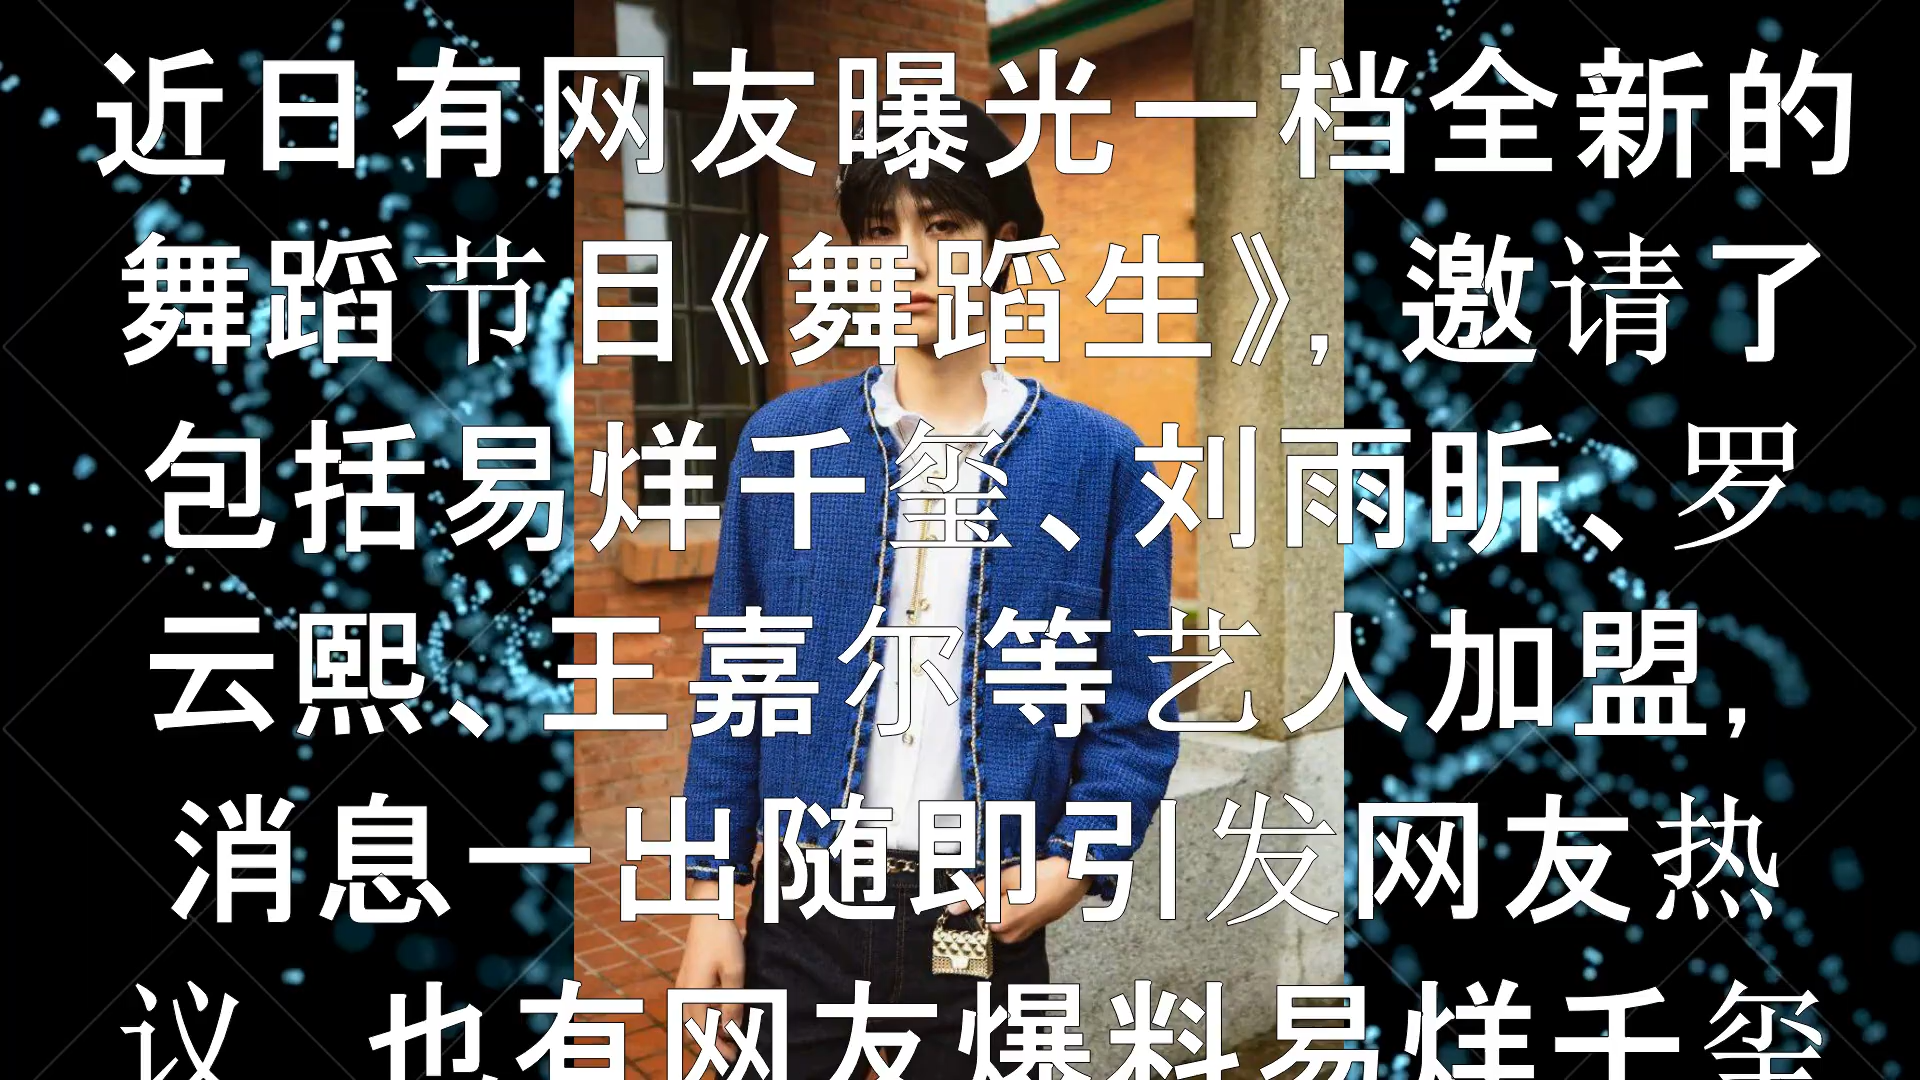 近日有网友曝光一档全新的
舞蹈节目《舞蹈生》,邀请了
包括易烊千玺、刘雨昕、罗
云熙、王嘉尔等艺人加盟,
消息一出随即引发网友热
议 也有网友爆料易烊千玺